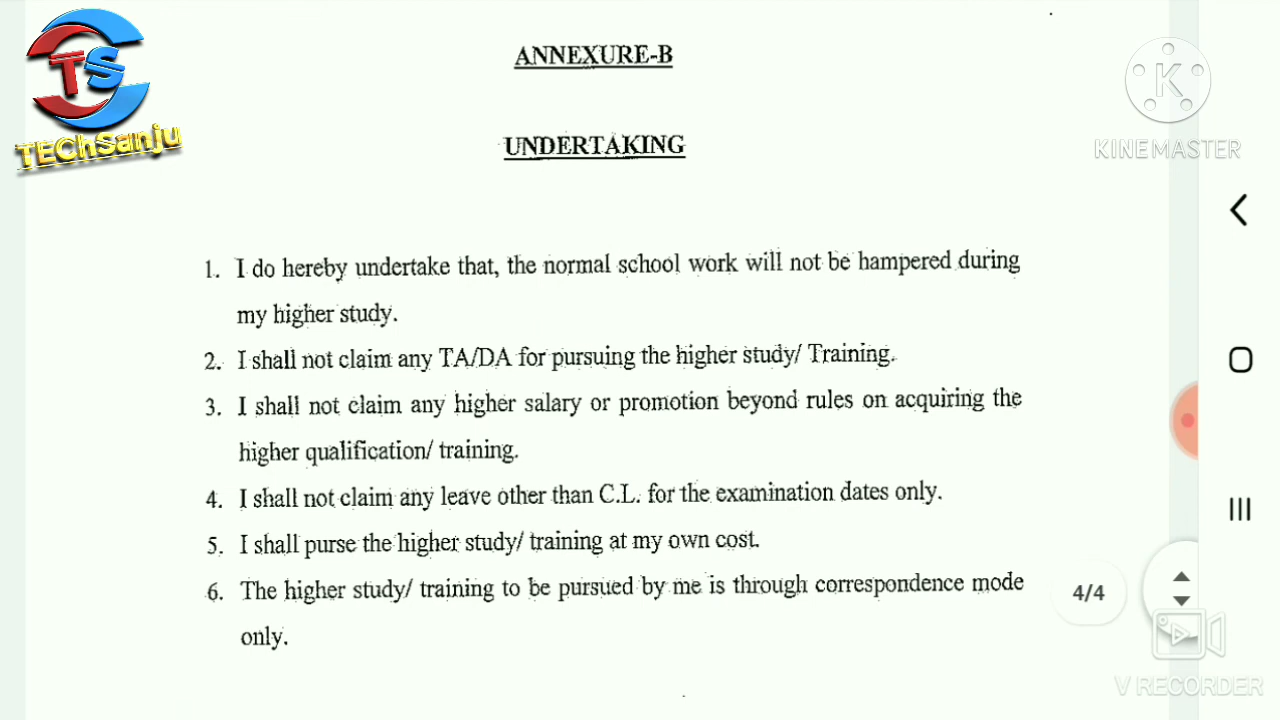 TS
TEChSanju
K
KINEMASTER
ANNEXURE-B
UNDERTAKING
1. I do hereby undertake that, the normal school work will not be hampered during
my higher study.
2. I shall not claim any TA/DA for pursuing the higher study/ Training.
3. I shall not claim any higher salary or promotion beyond rules on acquiring the
higher qualification/ training.
4. I shall not claim any leave other than C.L. for the examination dates only.
5. I shall purse the higher study/ training at my own cost.
6. The higher study/ training to be pursued by me is through correspondence mode
only.
4/4
V RECORDER